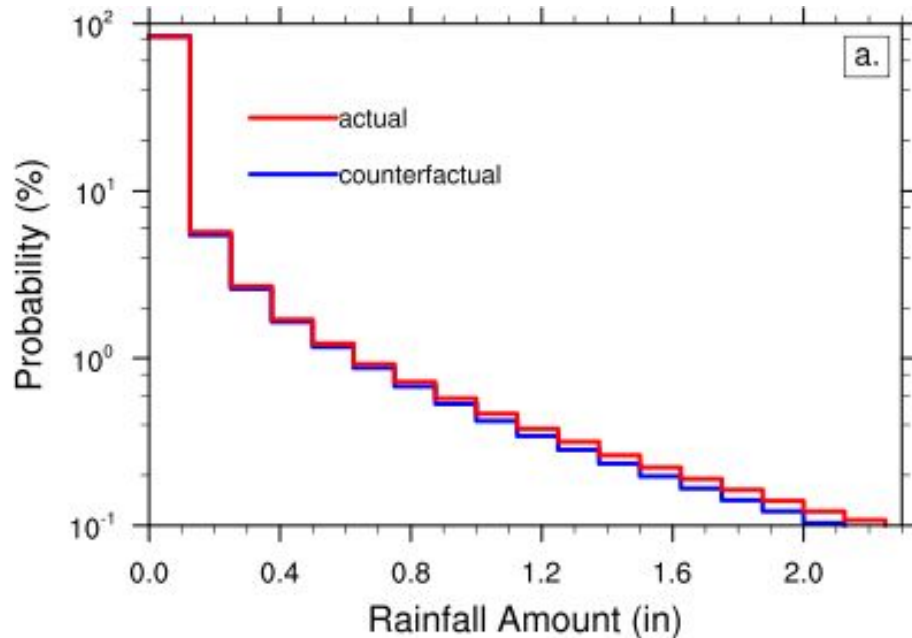 10²
a.
actual
counterfactual
10¹
Probability (%)
10⁰
10⁻¹
0.0 0.4 0.8 1.2 1.6 2.0
Rainfall Amount (in)